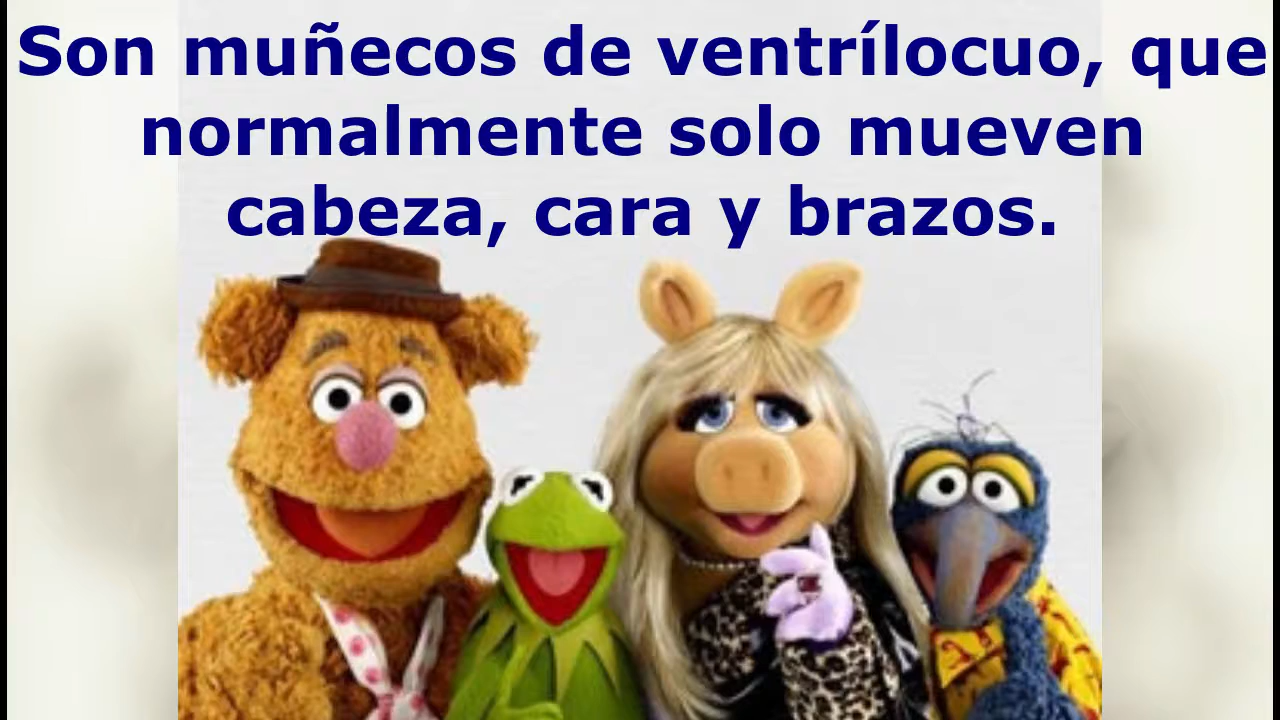 Son muñecos de ventrílocuo, que
normalmente solo mueven
cabeza, cara y brazos.